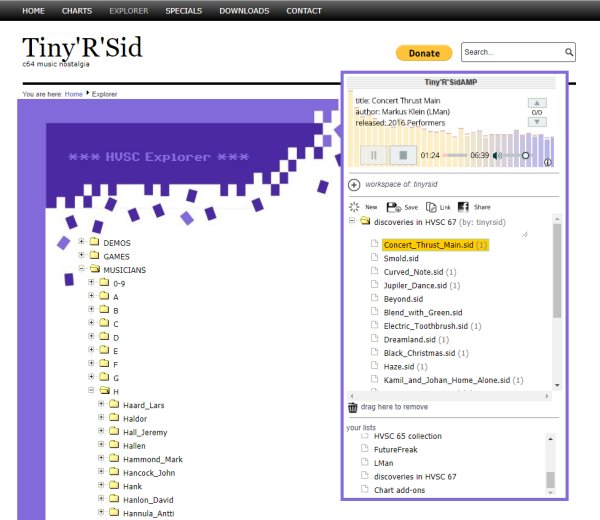 HOME CHARTS EXPLORER SPECIALS DOWNLOADS CONTACT
Tiny'R'Sid
c64 music nostalgia
Donate
Search...
You are here: Home Explorer
*** HVSC Explorer ***
DEMOS
GAMES
MUSICIANS
0-9
A
B
C
D
E
F
G
H
Haard_Lars
Haldor
Hall_Jeremy
Hallen
Hammond_Mark
Hancock_John
Hank
Hanlon_David
Hannula_Antti
Tiny'R'SidAMP
title: Concert Thrust Main
author: Markus Klein (LMan)
released: 2016 Performers
0/0
01:24 06:39
workspace of: tinyrsid
New Save Link Share
discoveries in HVSC 67 (by: tinyrsid)
Concert_Thrust_Main.sid (1)
Smold.sid
Curved_Note.sid (1)
Jupiler_Dance.sid (1)
Beyond.sid
Blend_with_Green.sid
Electric_Toothbrush.sid (1)
Dreamland.sid (1)
Black_Christmas.sid (1)
Haze.sid (1)
Kamil_and_Johan_Home_Alone.sid (1)
drag here to remove
your lists
HVSC 65 collection
FutureFreak
LMan
discoveries in HVSC 67
Chart add-ons